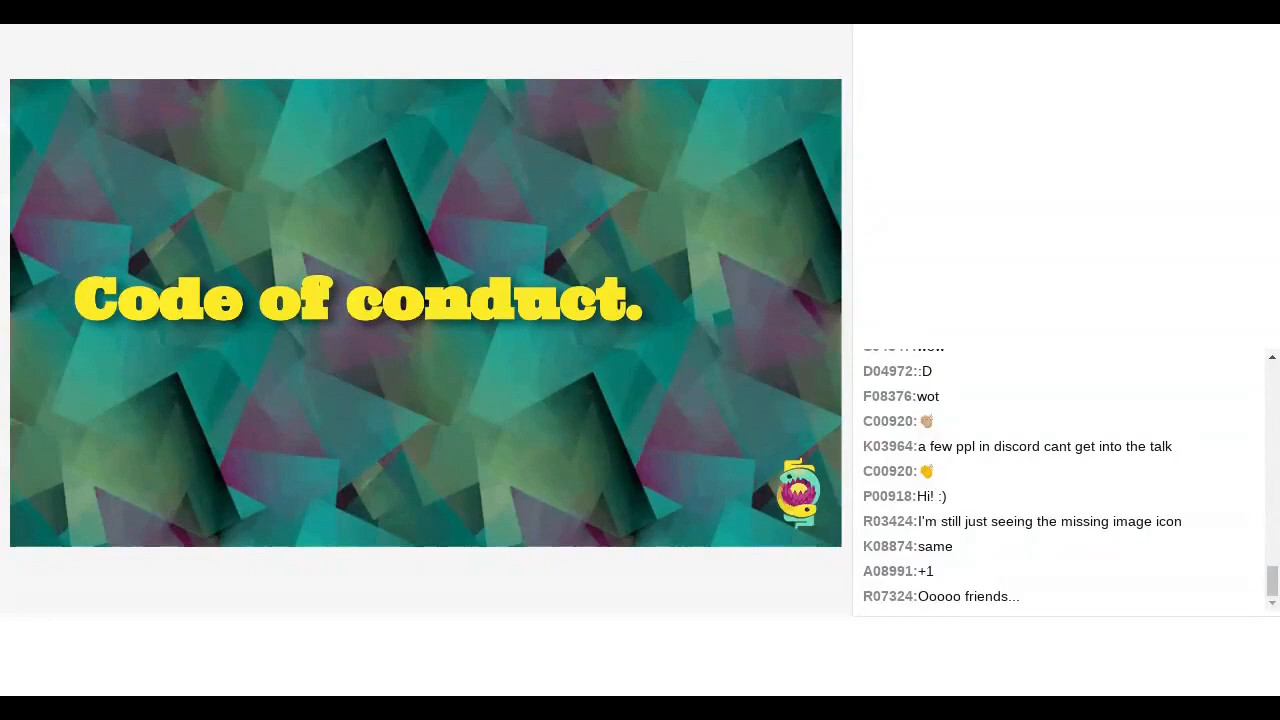 Code of conduct.
D04972::D
F08376:wot
C00920:👏🏼
K03964:a few ppl in discord cant get into the talk
C00920:👏
P00918:Hi! :)
R03424:I'm still just seeing the missing image icon
K08874:same
A08991:+1
R07324:Ooooo friends...